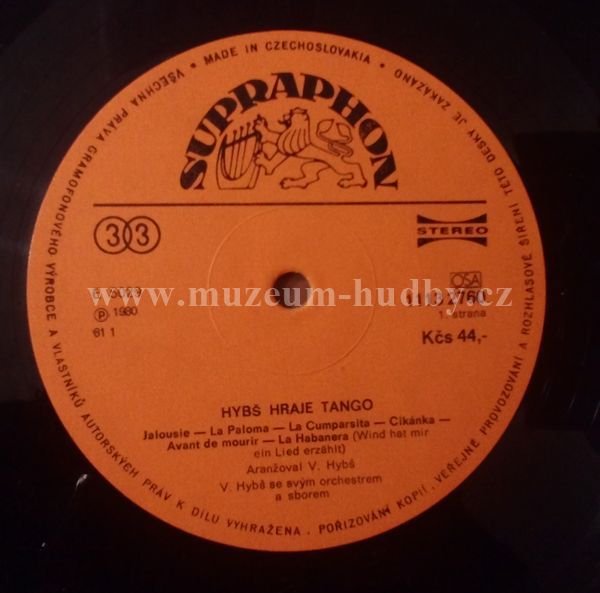 • MADE IN CZECHOSLOVAKIA •
VŠECHNA PRÁVA GRAMOFONOVÉHO VÝROBCE A VLASTNÍKŮ AUTORSKÝCH PRÁV K DÍLU VYHRAŽENA. POŘIZOVÁNÍ KOPIÍ, VEŘEJNÉ PROVOZOVÁNÍ A ROZHLASOVÉ ŠÍŘENÍ TÉTO DESKY JE ZAKÁZÁNO
SUPRAPHON
33
STEREO
OSA
1. strana
Ⓟ 1980
61 1
Kčs 44,-
www.muzeum-hudby.cz
HYBŠ HRAJE TANGO
Jalousie — La Paloma — La Cumparsita — Cikánka —
Avant de mourir — La Habanera (Wind hat mir
ein Lied erzählt)
Aranžoval V. Hybš
V. Hybš se svým orchestrem
a sborem